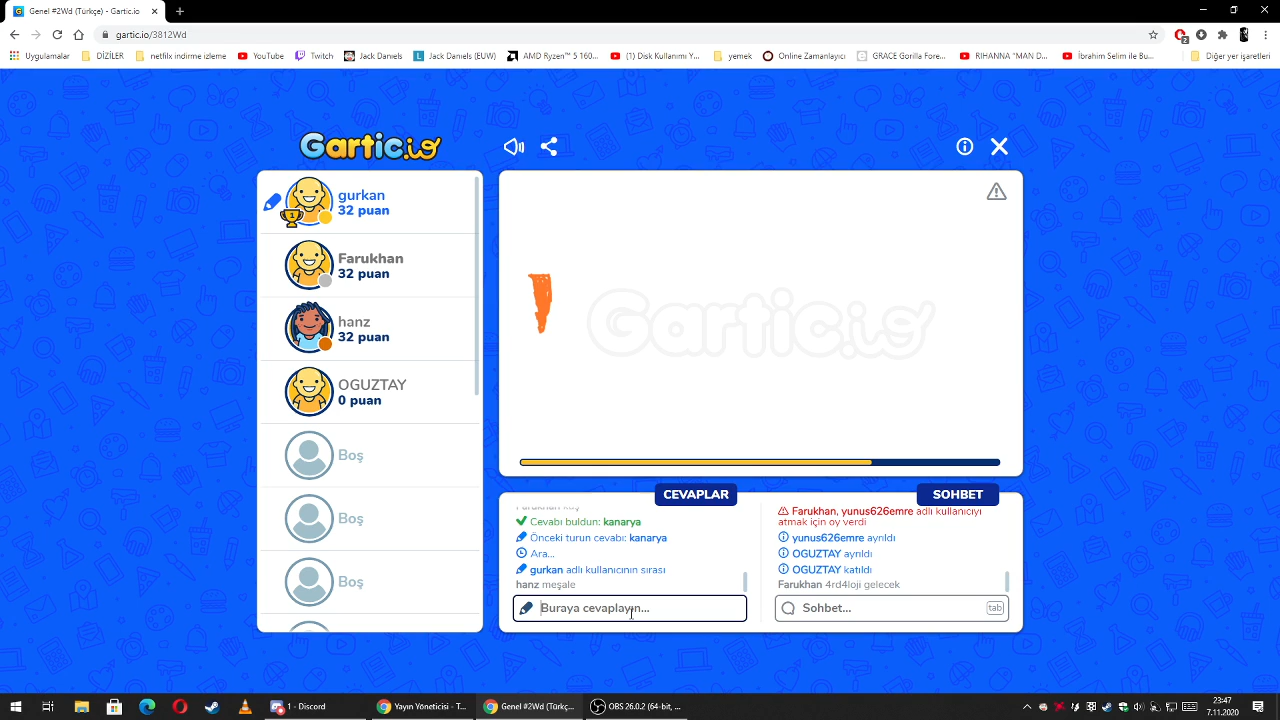 Genel #2Wd (Türkçe) - Gartic.io
gartic.io/3812Wd
Uygulamalar
DİZİLER
netflix indirme izleme
YouTube
Twitch
Jack Daniels
Jack Daniels (EUW)
AMD Ryzen™ 5 160...
(1) Disk Kullanımı Y...
yemek
Online Zamanlayıcı
GRACE Gorilla Fore...
RIHANNA "MAN D...
İbrahim Selim ile Bu...
Diğer yer işaretleri
Gartic.io
gurkan
32 puan
1
Farukhan
32 puan
hanz
32 puan
OGUZTAY
0 puan
Boş
Boş
Boş
Gartic.io
CEVAPLAR
Farukhan kuş
Cevabı buldun: kanarya
Önceki turun cevabı: kanarya
Ara...
gurkan adlı kullanıcının sırası
hanz meşale
Buraya cevaplayın...
SOHBET
Farukhan, yunus626emre adlı kullanıcıyı
atmak için oy verdi
yunus626emre ayrıldı
OGUZTAY ayrıldı
OGUZTAY katıldı
Farukhan 4rd4loji gelecek
Sohbet...
tab
1 - Discord
Yayın Yöneticisi - T...
Genel #2Wd (Türkç...
OBS 26.0.2 (64-bit, ...
23:47
7.11.2020